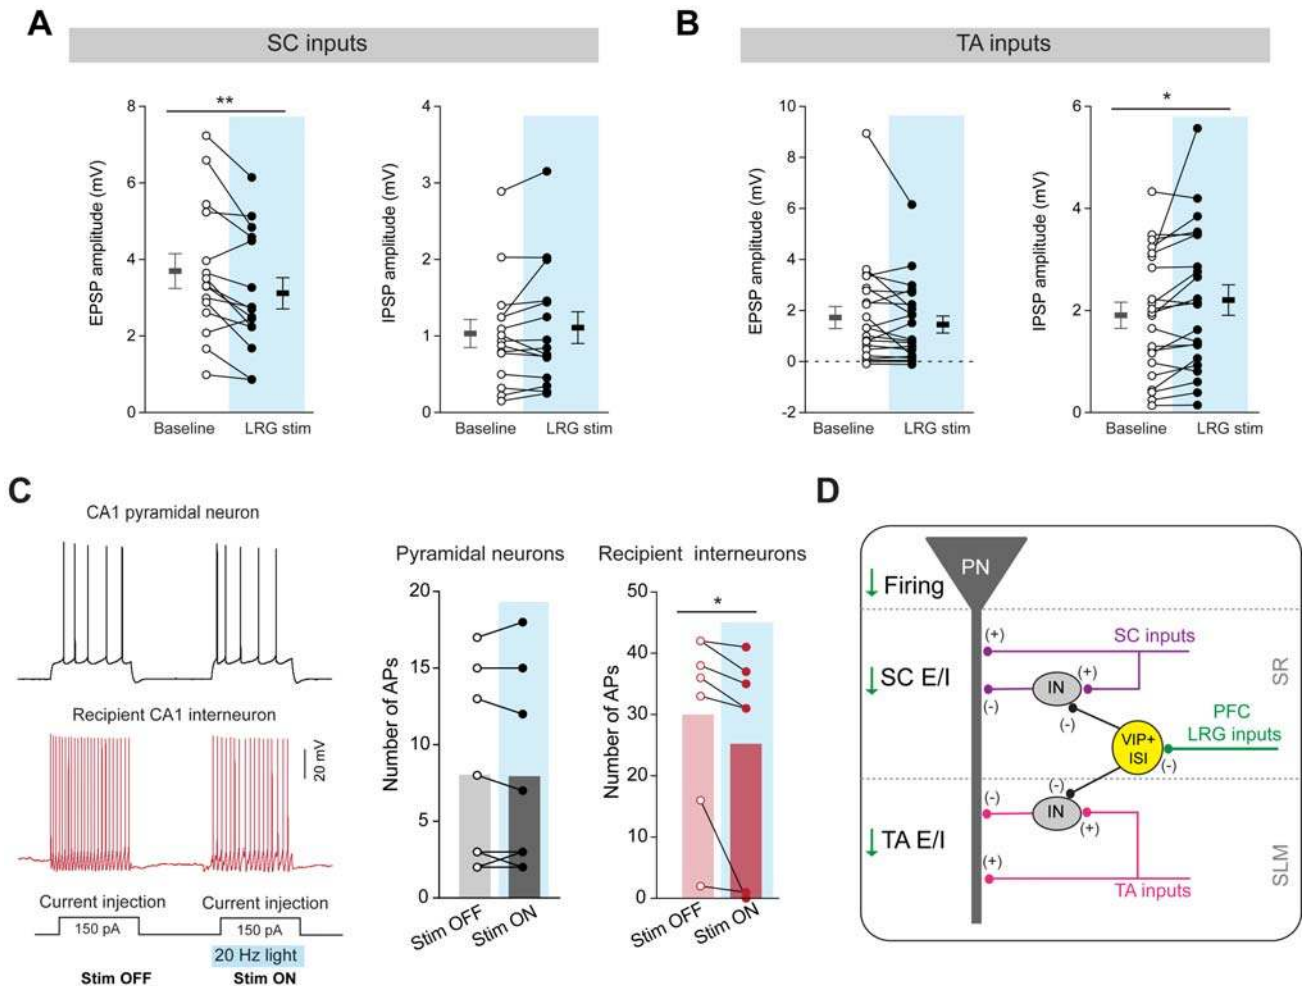 A
SC inputs
B
TA inputs
**
8
6
4
2
0
EPSP amplitude (mV)
Baseline
LRG stim
4
3
2
1
0
IPSP amplitude (mV)
Baseline
LRG stim
10
8
6
4
2
0
-2
EPSP amplitude (mV)
Baseline
LRG stim
*
6
4
2
0
IPSP amplitude (mV)
Baseline
LRG stim
C
CA1 pyramidal neuron
Recipient CA1 interneuron
20 mV
Current injection
Current injection
150 pA
150 pA
20 Hz light
Stim OFF
Stim ON
Pyramidal neurons
20
15
10
5
0
Number of APs
Stim OFF
Stim ON
Recipient interneurons
*
50
40
30
20
10
0
Number of APs
Stim OFF
Stim ON
D
PN
↓ Firing
(+)
SC inputs
SR
↓ SC E/I
IN
(+)
(-)
(-)
PFC
LRG inputs
VIP+
ISI
(-)
(-)
(-)
IN
(+)
↓ TA E/I
(+)
TA inputs
SLM